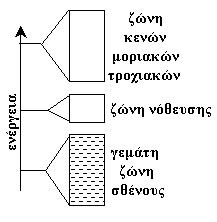 ζώνη
κενών
μοριακών
τροχιακών
ζώνη νόθευσης
γεμάτη
ζώνη
σθένους
ενέργεια